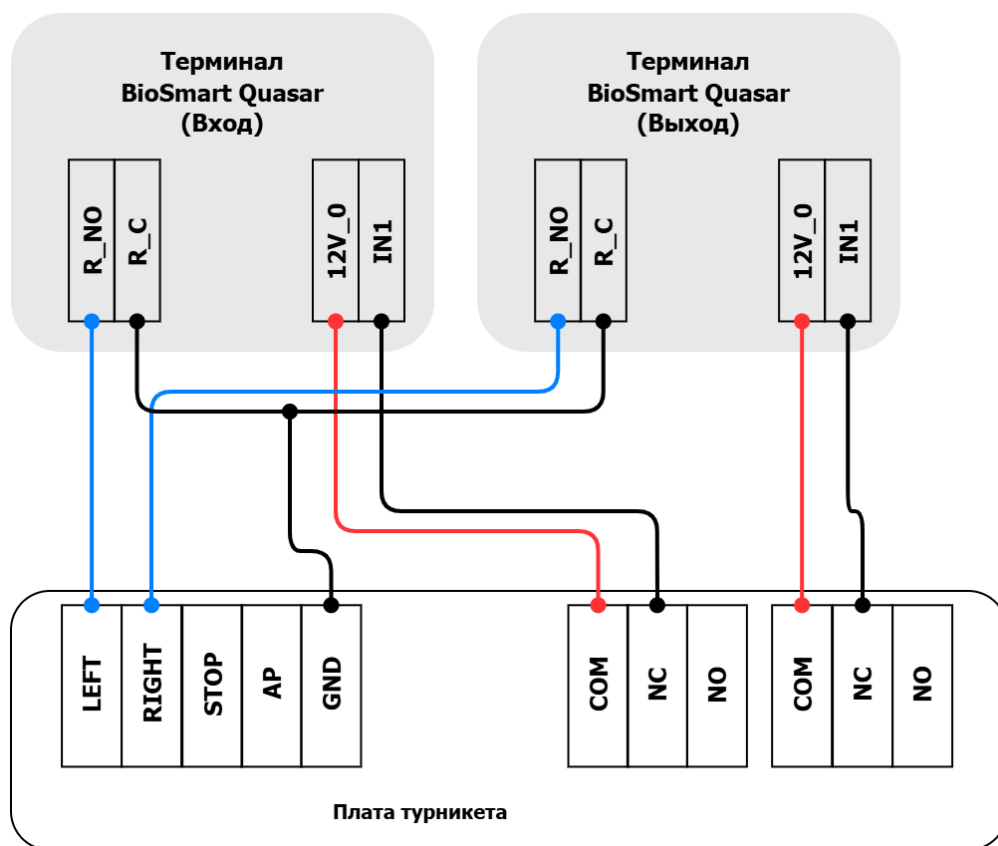 Терминал
BioSmart Quasar
(Вход)
Терминал
BioSmart Quasar
(Выход)
R_NO
R_C
12V_0
IN1
R_NO
R_C
12V_0
IN1
LEFT
RIGHT
STOP
AP
GND
COM
NC
NO
COM
NC
NO
Плата турникета